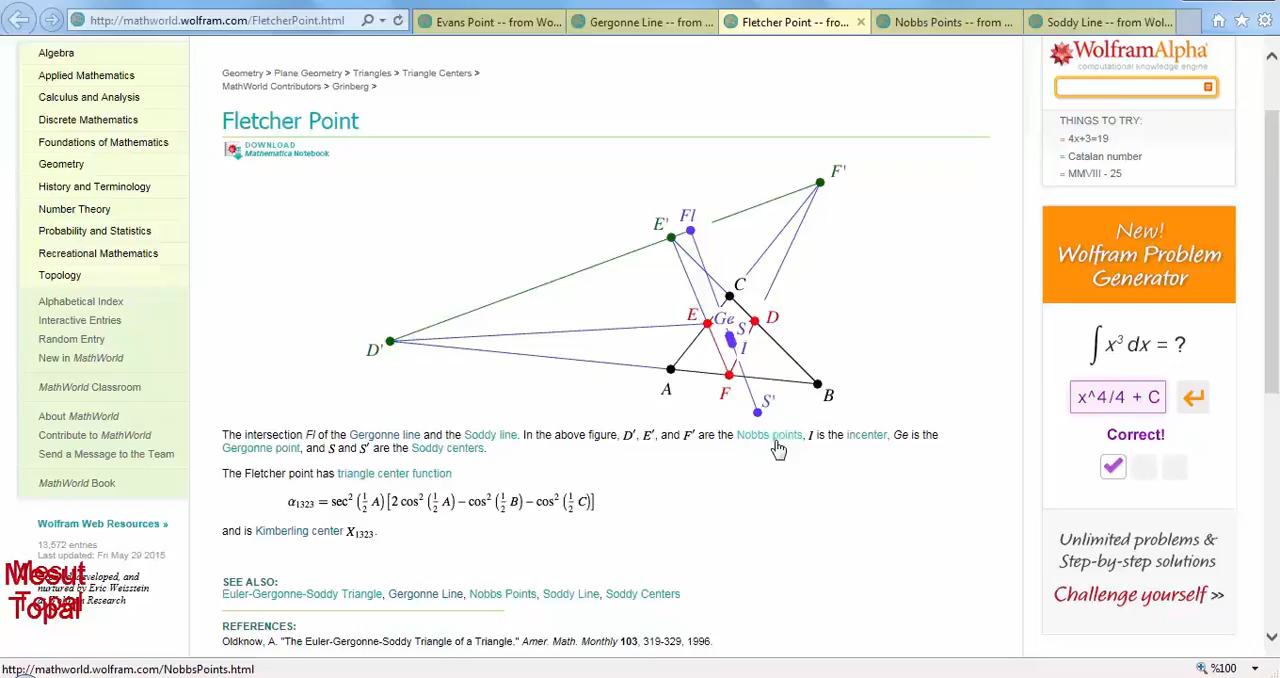 http://mathworld.wolfram.com/FletcherPoint.html
Evans Point -- from Wo...
Gergonne Line -- from ...
Fletcher Point -- fro...
Nobbs Points -- from ...
Soddy Line -- from Wol...
Algebra
Applied Mathematics
Calculus and Analysis
Discrete Mathematics
Foundations of Mathematics
Geometry
History and Terminology
Number Theory
Probability and Statistics
Recreational Mathematics
Topology
Alphabetical Index
Interactive Entries
Random Entry
New in MathWorld
MathWorld Classroom
About MathWorld
Contribute to MathWorld
Send a Message to the Team
MathWorld Book
Wolfram Web Resources »
13,572 entries
Last updated: Fri May 29 2015
developed, and
nurtured by Eric Weisstein
Research
Mesut
Topal
Geometry > Plane Geometry > Triangles > Triangle Centers >
MathWorld Contributors > Grinberg >
Fletcher Point
DOWNLOAD
Mathematica Notebook
F'
Fl
E'
C
E
Ge
S
D
I
D'
A
F
B
S'
The intersection Fl of the Gergonne line and the Soddy line. In the above figure, D', E', and F' are the Nobbs points, I is the incenter, Ge is the
Gergonne point, and S and S' are the Soddy centers.
The Fletcher point has triangle center function
α₁₃₂₃ = sec² (½ A) [2 cos² (½ A) − cos² (½ B) − cos² (½ C)]
and is Kimberling center X₁₃₂₃.
SEE ALSO:
Euler-Gergonne-Soddy Triangle, Gergonne Line, Nobbs Points, Soddy Line, Soddy Centers
REFERENCES:
Oldknow, A. "The Euler-Gergonne-Soddy Triangle of a Triangle." Amer. Math. Monthly 103, 319-329, 1996.
WolframAlpha
computational knowledge engine
THINGS TO TRY:
= 4x+3=19
= Catalan number
= MMVIII - 25
New!
Wolfram Problem
Generator
∫ x³ dx = ?
x^4/4 + C
Correct!
Unlimited problems &
Step-by-step solutions
Challenge yourself »
http://mathworld.wolfram.com/NobbsPoints.html
%100